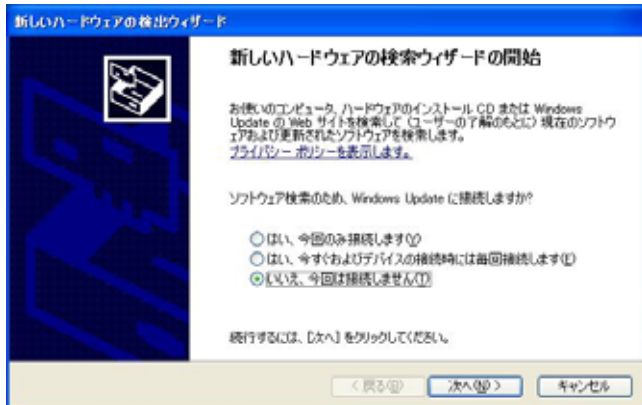 新しいハードウェアの検出ウィザード
新しいハードウェアの検索ウィザードの開始
お使いのコンピュータ、ハードウェアのインストール CD または Windows
Update の Web サイトを検索して (ユーザーの了解のもとに) 現在のソフトウ
ェアおよび更新されたソフトウェアを検索します。
プライバシー ポリシーを表示します。
ソフトウェア検索のため、Windows Update に接続しますか?
はい、今回のみ接続します(Y)
はい、今すぐおよびデバイスの接続時には毎回接続します(E)
いいえ、今回は接続しません(T)
続行するには、[次へ] をクリックしてください。
< 戻る(B) 次へ(N) > キャンセル